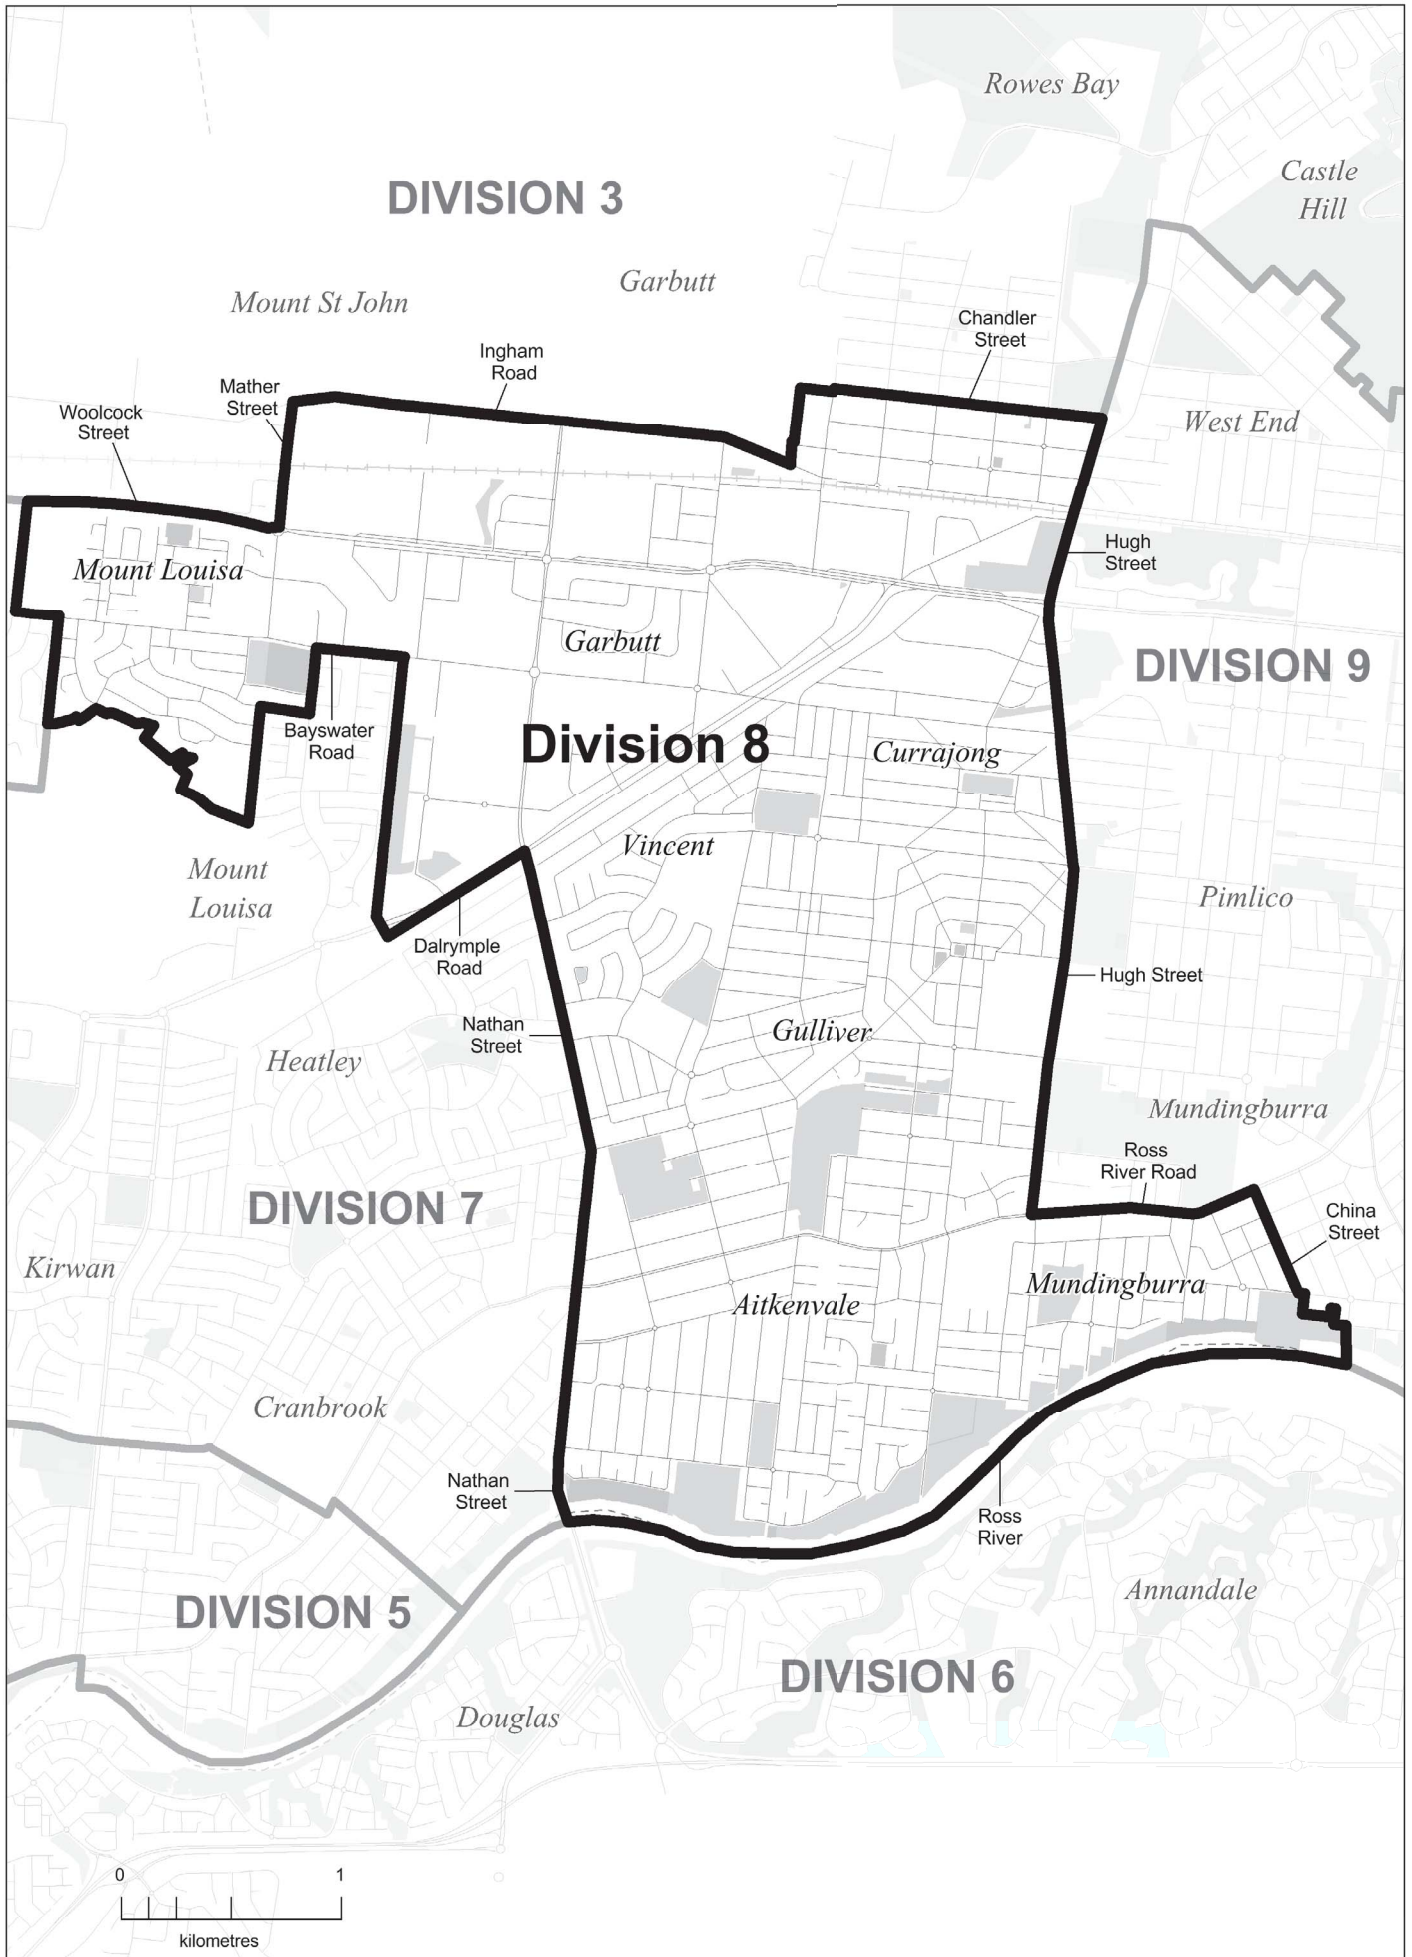 Rowes Bay
Castle
Hill
DIVISION 3
Garbutt
Mount St John
Chandler
Street
Ingham
Road
Mather
Street
Woolcock
Street
West End
Hugh
Street
Mount Louisa
Garbutt
DIVISION 9
Bayswater
Road
Division 8
Currajong
Vincent
Mount
Louisa
Pimlico
Dalrymple
Road
Hugh Street
Nathan
Street
Gulliver
Heatley
Mundingburra
Ross
River Road
DIVISION 7
China
Street
Kirwan
Mundingburra
Aitkenvale
Cranbrook
Nathan
Street
Ross
River
Annandale
DIVISION 5
DIVISION 6
Douglas
0 1
kilometres